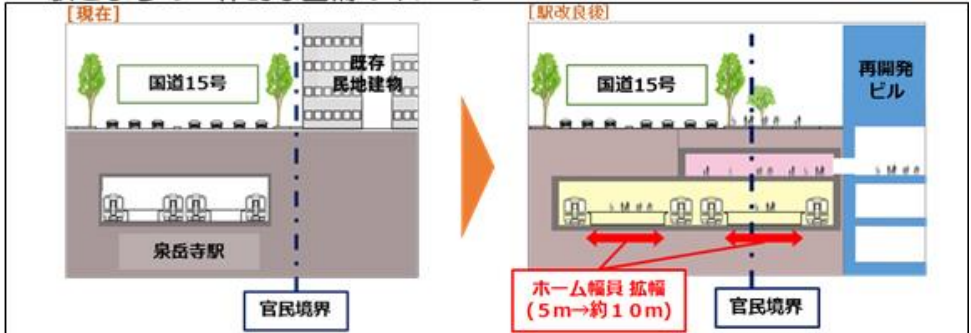 [現在]
国道15号
既存
民地建物
泉岳寺駅
官民境界
[駅改良後]
国道15号
再開発
ビル
ホーム幅員 拡幅
(5m→約10m)
官民境界